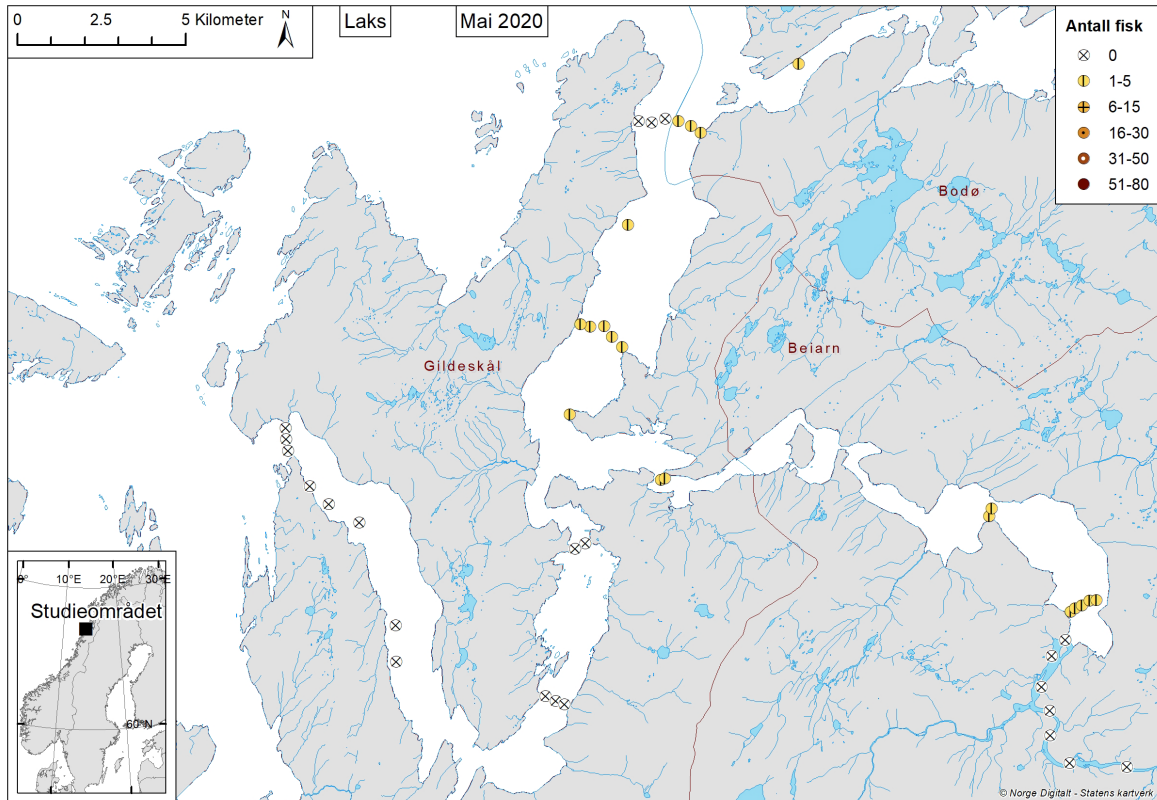 0 2.5 5 Kilometer
N
Laks
Mai 2020
Antall fisk
0
1-5
6-15
16-30
31-50
51-80
Bodø
Beiarn
Gildeskål
0° 10°E 20°E 30°E
Studieområdet
60°N
© Norge Digitalt - Statens kartverk